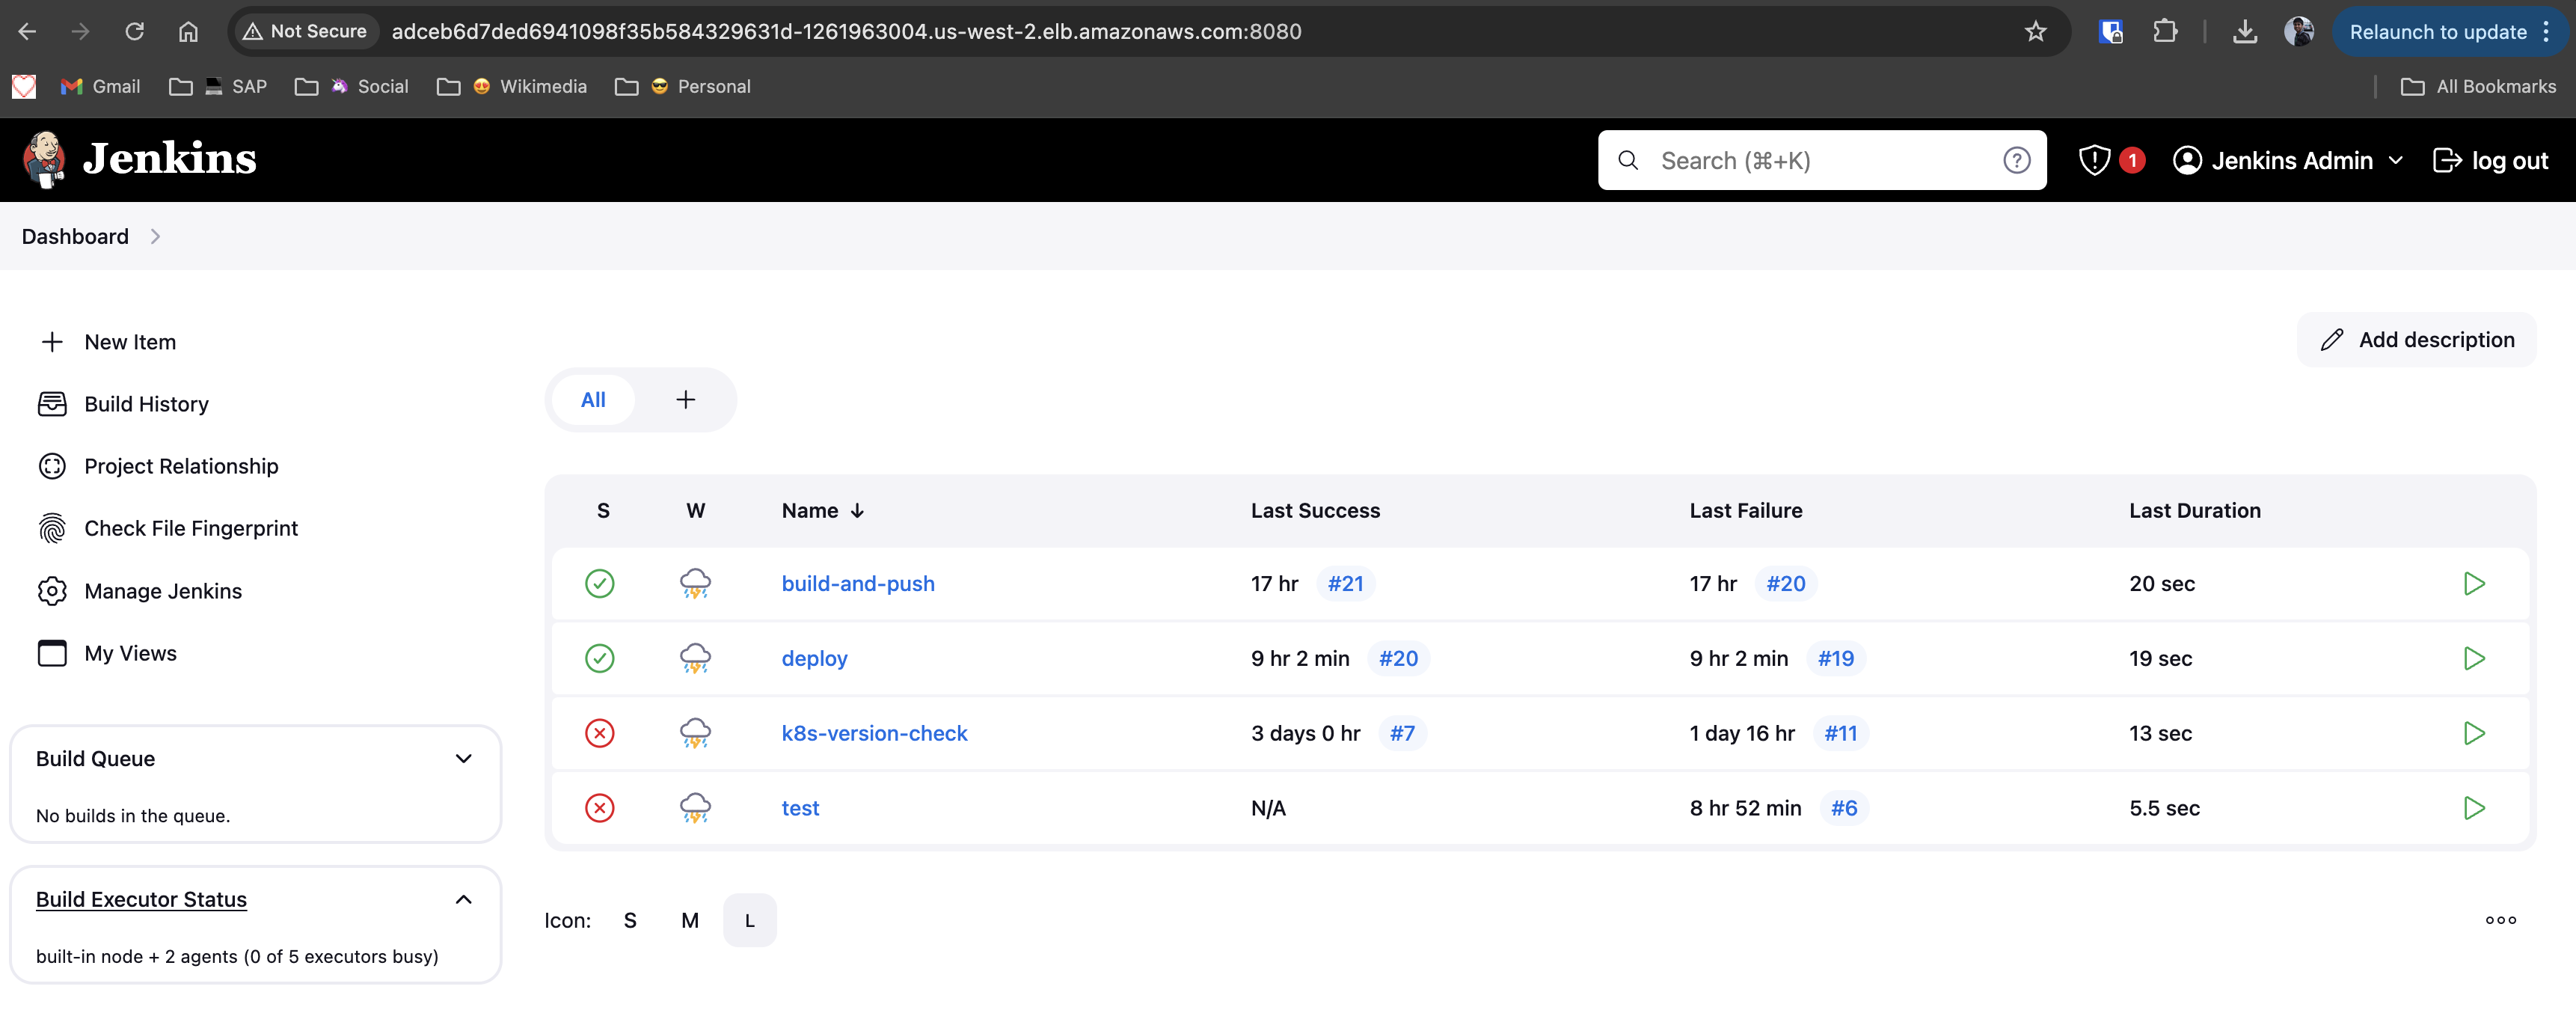 Not Secure adceb6d7ded6941098f35b584329631d-1261963004.us-west-2.elb.amazonaws.com:8080 Relaunch to update
Gmail SAP Social Wikimedia Personal All Bookmarks
Jenkins Search (⌘+K) 1 Jenkins Admin log out
Dashboard
New Item
Build History
Project Relationship
Check File Fingerprint
Manage Jenkins
My Views
Build Queue
No builds in the queue.
Build Executor Status
built-in node + 2 agents (0 of 5 executors busy)
Add description
All +
S W Name ↓ Last Success Last Failure Last Duration
build-and-push 17 hr #21 17 hr #20 20 sec
deploy 9 hr 2 min #20 9 hr 2 min #19 19 sec
k8s-version-check 3 days 0 hr #7 1 day 16 hr #11 13 sec
test N/A 8 hr 52 min #6 5.5 sec
Icon: S M L